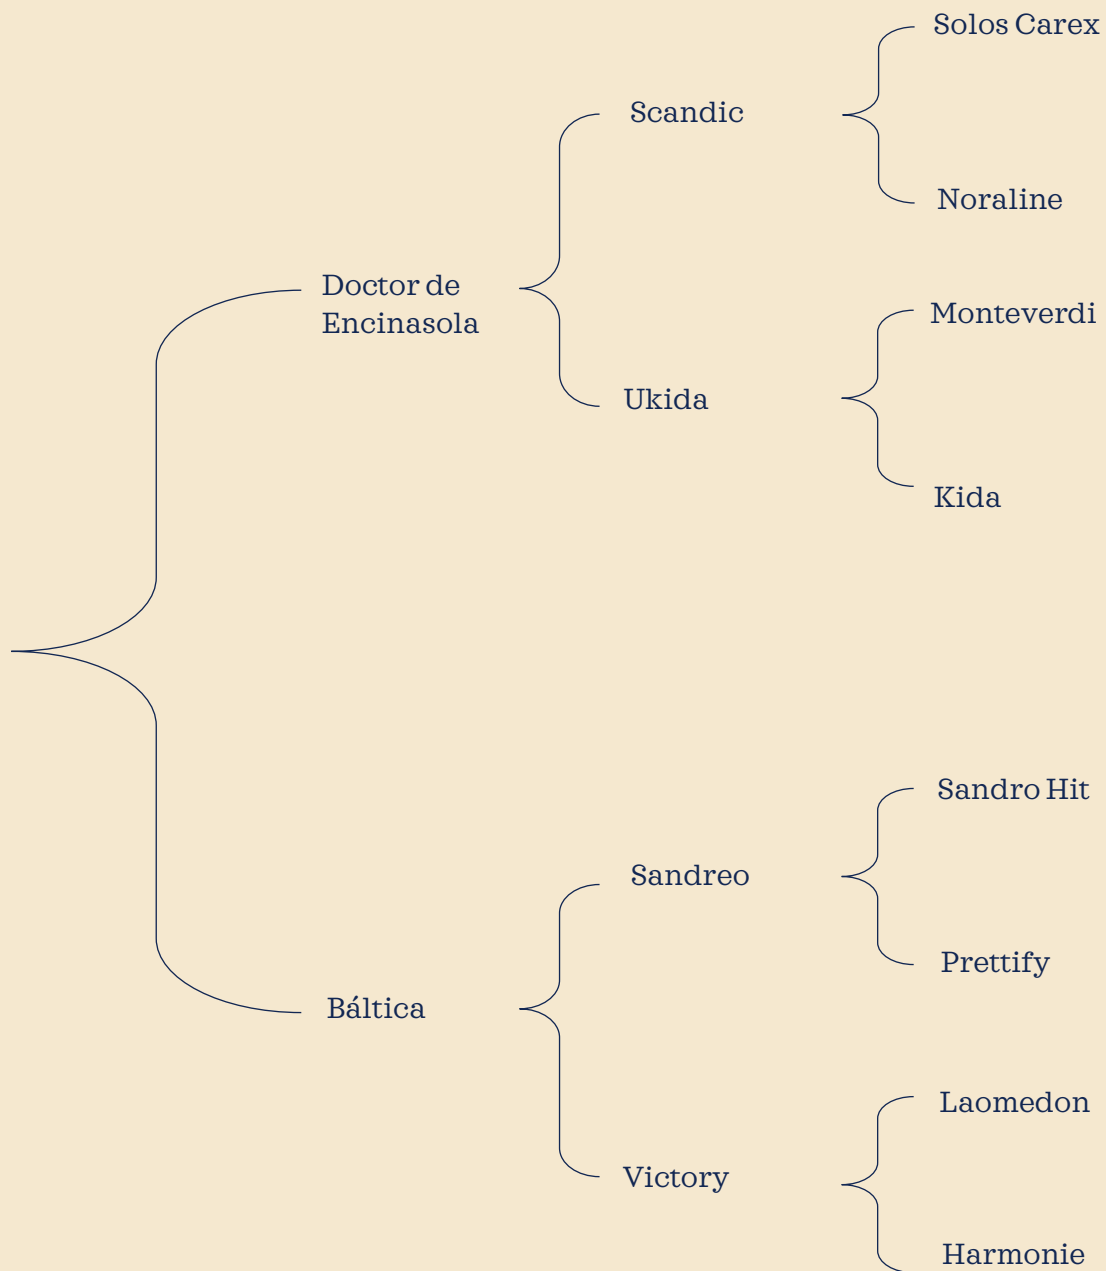 Solos Carex
Scandic
Noraline
Doctor de
Encinasola
Monteverdi
Ukida
Kida
Sandro Hit
Sandreo
Prettify
Báltica
Laomedon
Victory
Harmonie